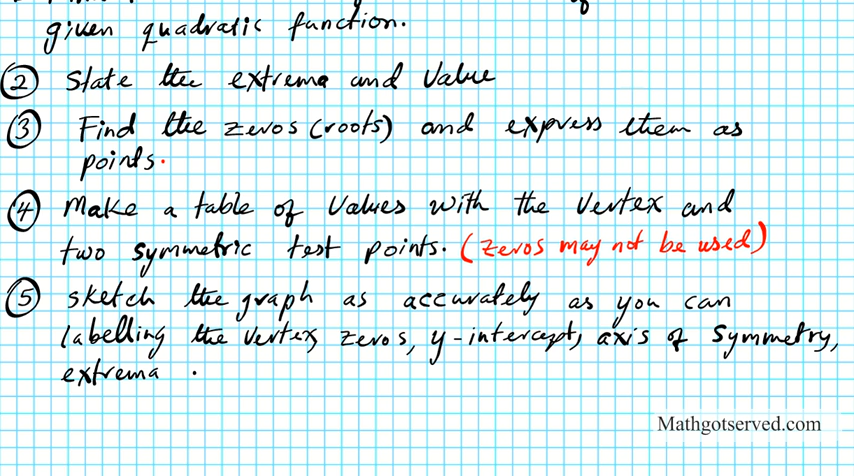 given quadratic function.
② State the extrema and Value
③ Find the zeros (roots) and express them as
points.
④ Make a table of Values with the Vertex and
two symmetric test points. (zeros may not be used)
⑤ sketch the graph as accurately as you can
labelling the Vertex, zeros, y-intercept, axis of Symmetry,
extrema.
Mathgotserved.com